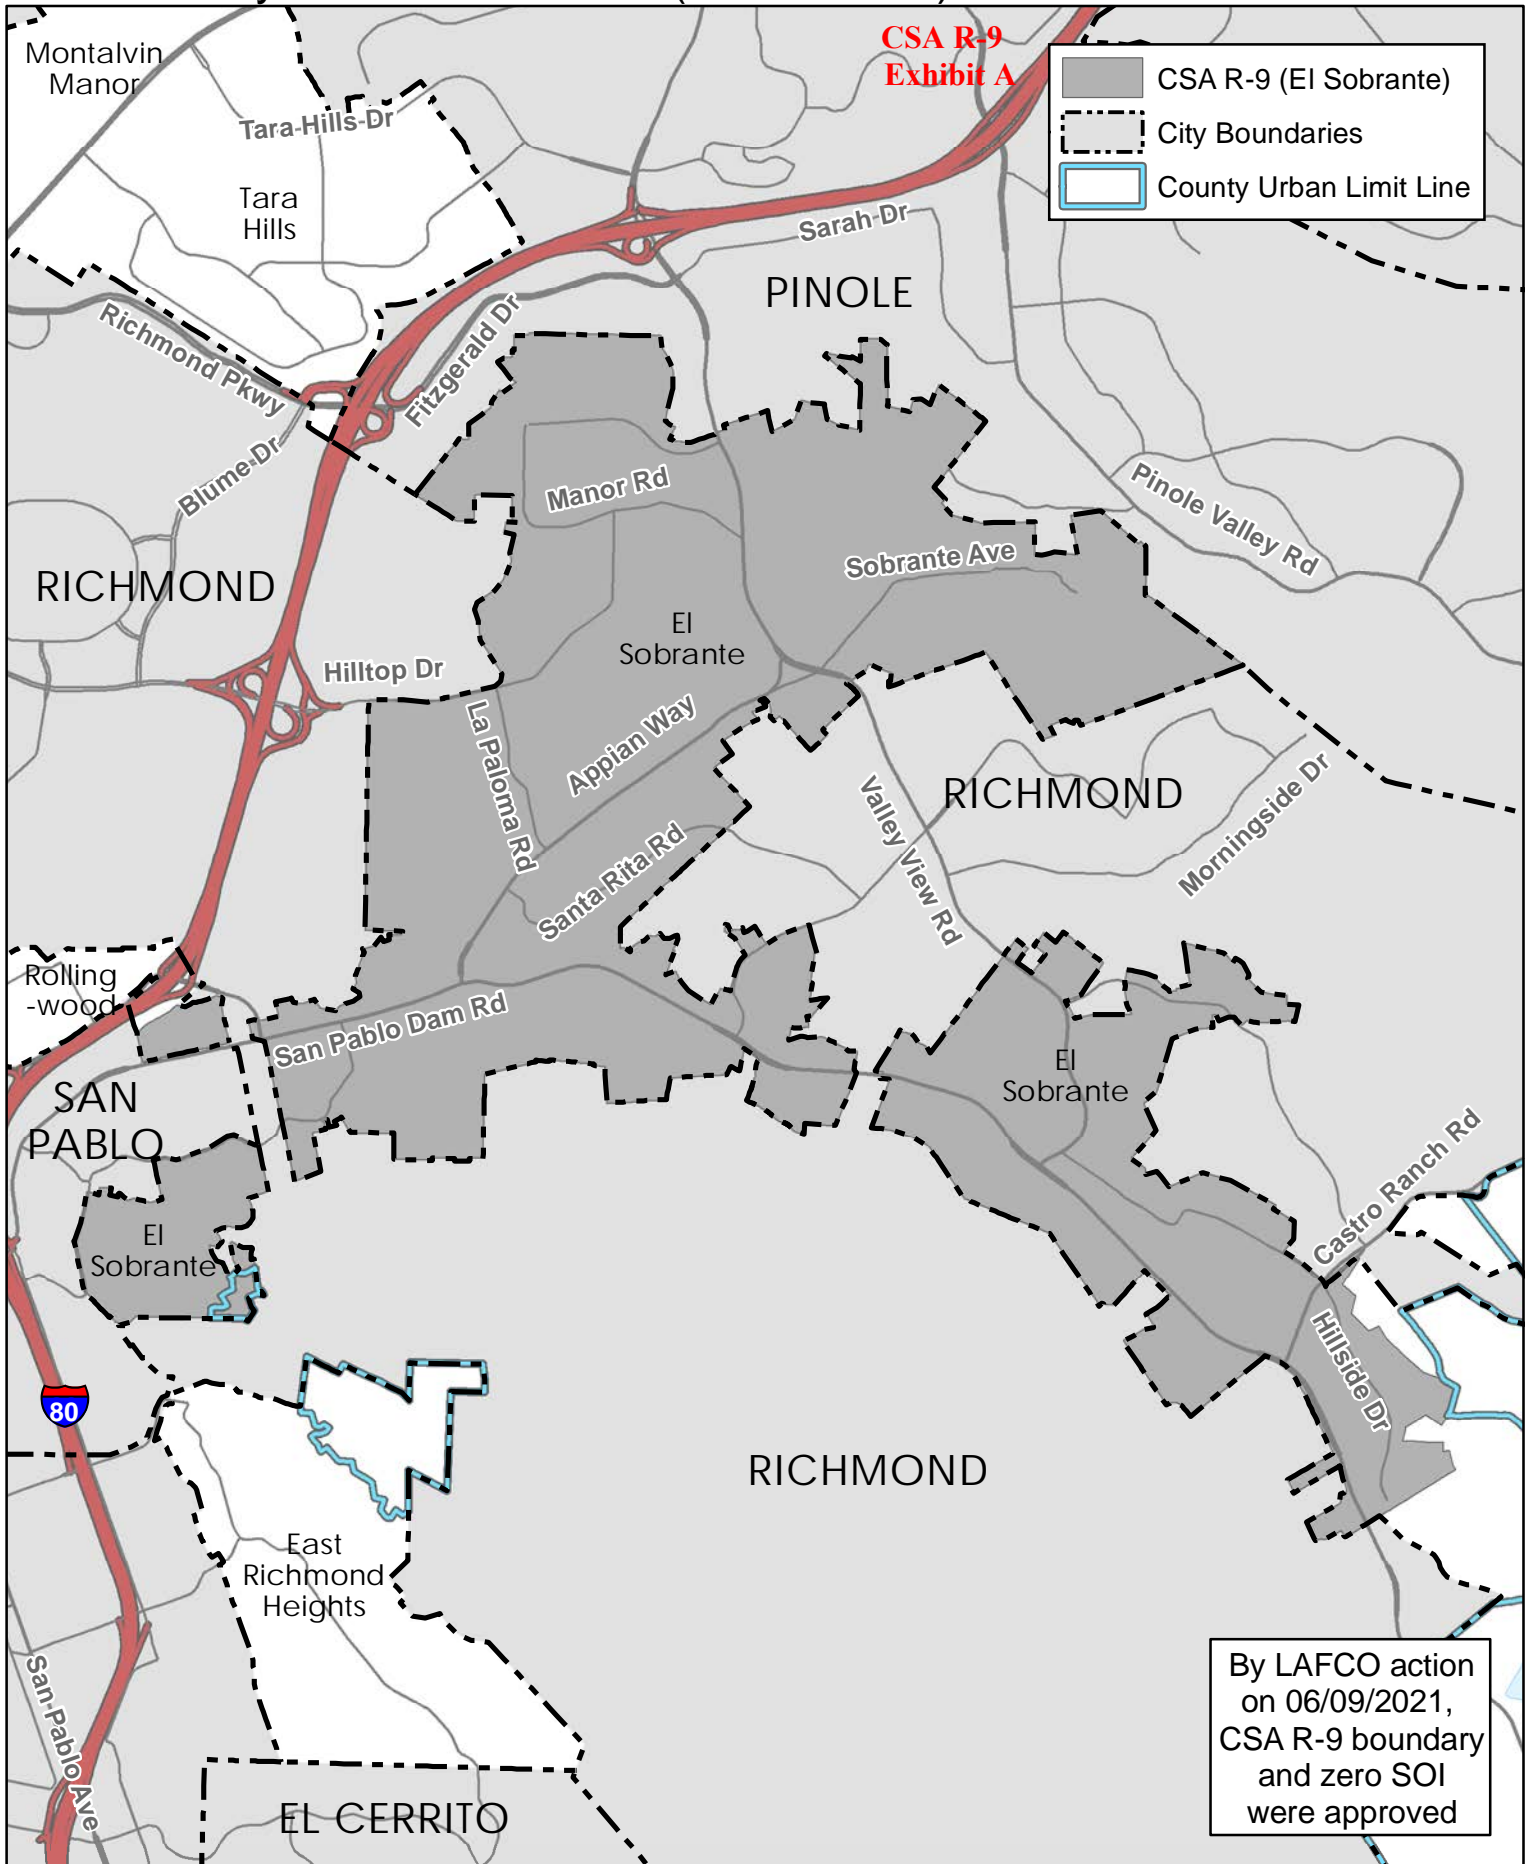 CSA R-9
Exhibit A
CSA R-9 (El Sobrante)
City Boundaries
County Urban Limit Line
Montalvin
Manor
Tara Hills Dr
Tara
Hills
Sarah Dr
PINOLE
Richmond Pkwy
Fitzgerald Dr
Blume Dr
Manor Rd
Pinole Valley Rd
Sobrante Ave
RICHMOND
El
Sobrante
Hilltop Dr
La Paloma Rd
Appian Way
Valley View Rd
RICHMOND
Morningside Dr
Santa Rita Rd
Rolling
-wood
San Pablo Dam Rd
El
Sobrante
SAN
PABLO
Castro Ranch Rd
El
Sobrante
Hillside Dr
80
RICHMOND
East
Richmond
Heights
San Pablo Ave
EL CERRITO
By LAFCO action
on 06/09/2021,
CSA R-9 boundary
and zero SOI
were approved